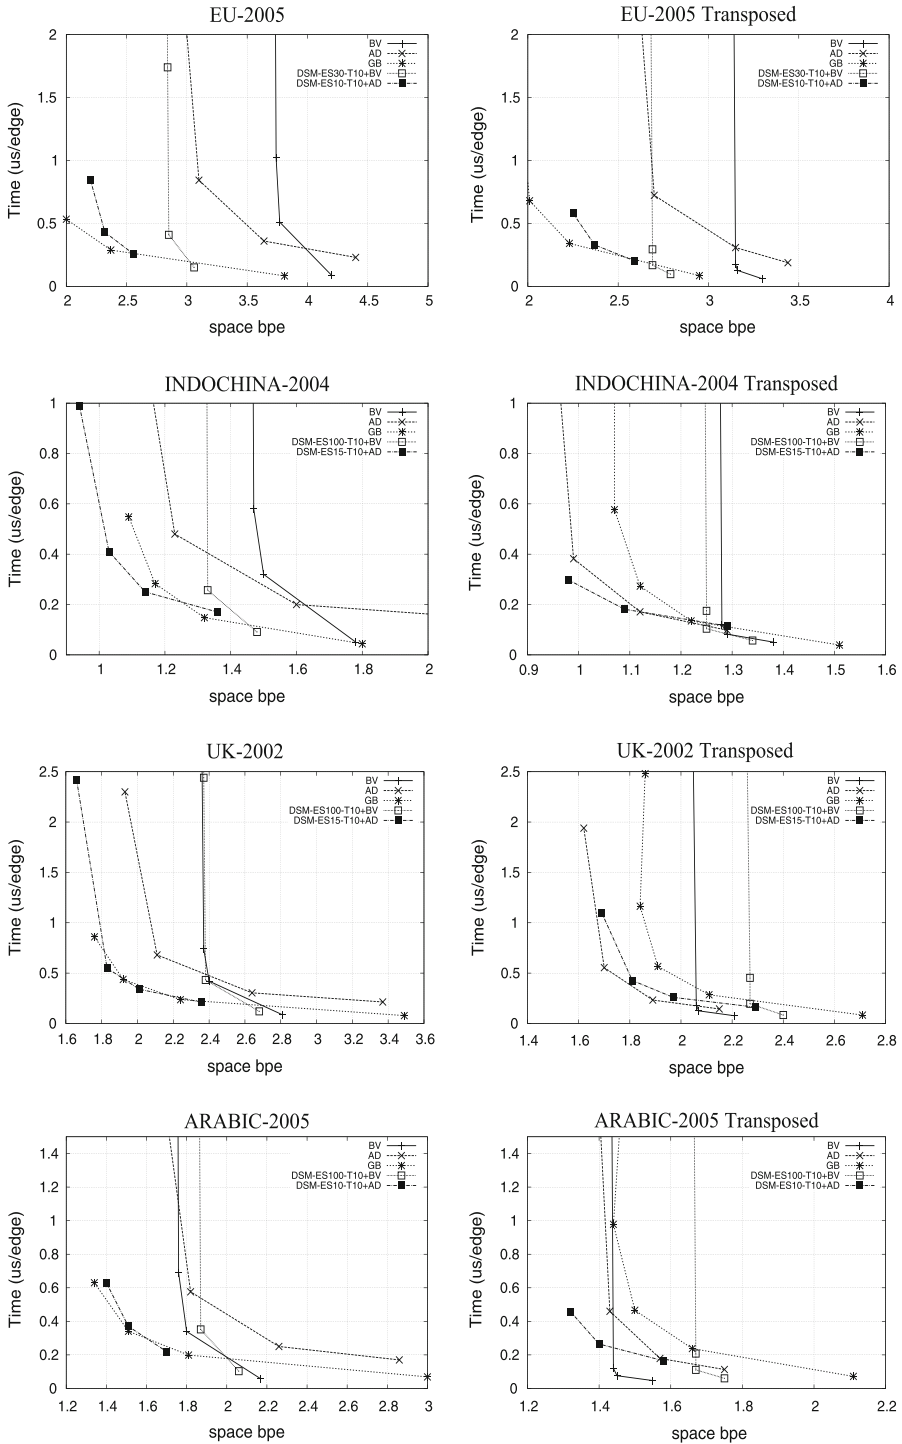 EU-2005
2
1.5
1
0.5
0
Time (us/edge)
BV
AD
GB
DSM-ES30-T10+BV
DSM-ES10-T10+AD
2 2.5 3 3.5 4 4.5 5
space bpe
EU-2005 Transposed
2
1.5
1
0.5
0
Time (us/edge)
BV
AD
GB
DSM-ES30-T10+BV
DSM-ES10-T10+AD
2 2.5 3 3.5 4
space bpe
INDOCHINA-2004
1
0.8
0.6
0.4
0.2
0
Time (us/edge)
BV
AD
GB
DSM-ES100-T10+BV
DSM-ES15-T10+AD
1 1.2 1.4 1.6 1.8 2
space bpe
INDOCHINA-2004 Transposed
1
0.8
0.6
0.4
0.2
0
Time (us/edge)
BV
AD
GB
DSM-ES100-T10+BV
DSM-ES15-T10+AD
0.9 1 1.1 1.2 1.3 1.4 1.5 1.6
space bpe
UK-2002
2.5
2
1.5
1
0.5
0
Time (us/edge)
BV
AD
GB
DSM-ES100-T10+BV
DSM-ES15-T10+AD
1.6 1.8 2 2.2 2.4 2.6 2.8 3 3.2 3.4 3.6
space bpe
UK-2002 Transposed
2.5
2
1.5
1
0.5
0
Time (us/edge)
BV
AD
GB
DSM-ES100-T10+BV
DSM-ES15-T10+AD
1.4 1.6 1.8 2 2.2 2.4 2.6 2.8
space bpe
ARABIC-2005
1.4
1.2
1
0.8
0.6
0.4
0.2
0
Time (us/edge)
BV
AD
GB
DSM-ES100-T10+BV
DSM-ES10-T10+AD
1.2 1.4 1.6 1.8 2 2.2 2.4 2.6 2.8 3
space bpe
ARABIC-2005 Transposed
1.4
1.2
1
0.8
0.6
0.4
0.2
0
Time (us/edge)
BV
AD
GB
DSM-ES100-T10+BV
DSM-ES10-T10+AD
1.2 1.4 1.6 1.8 2 2.2
space bpe